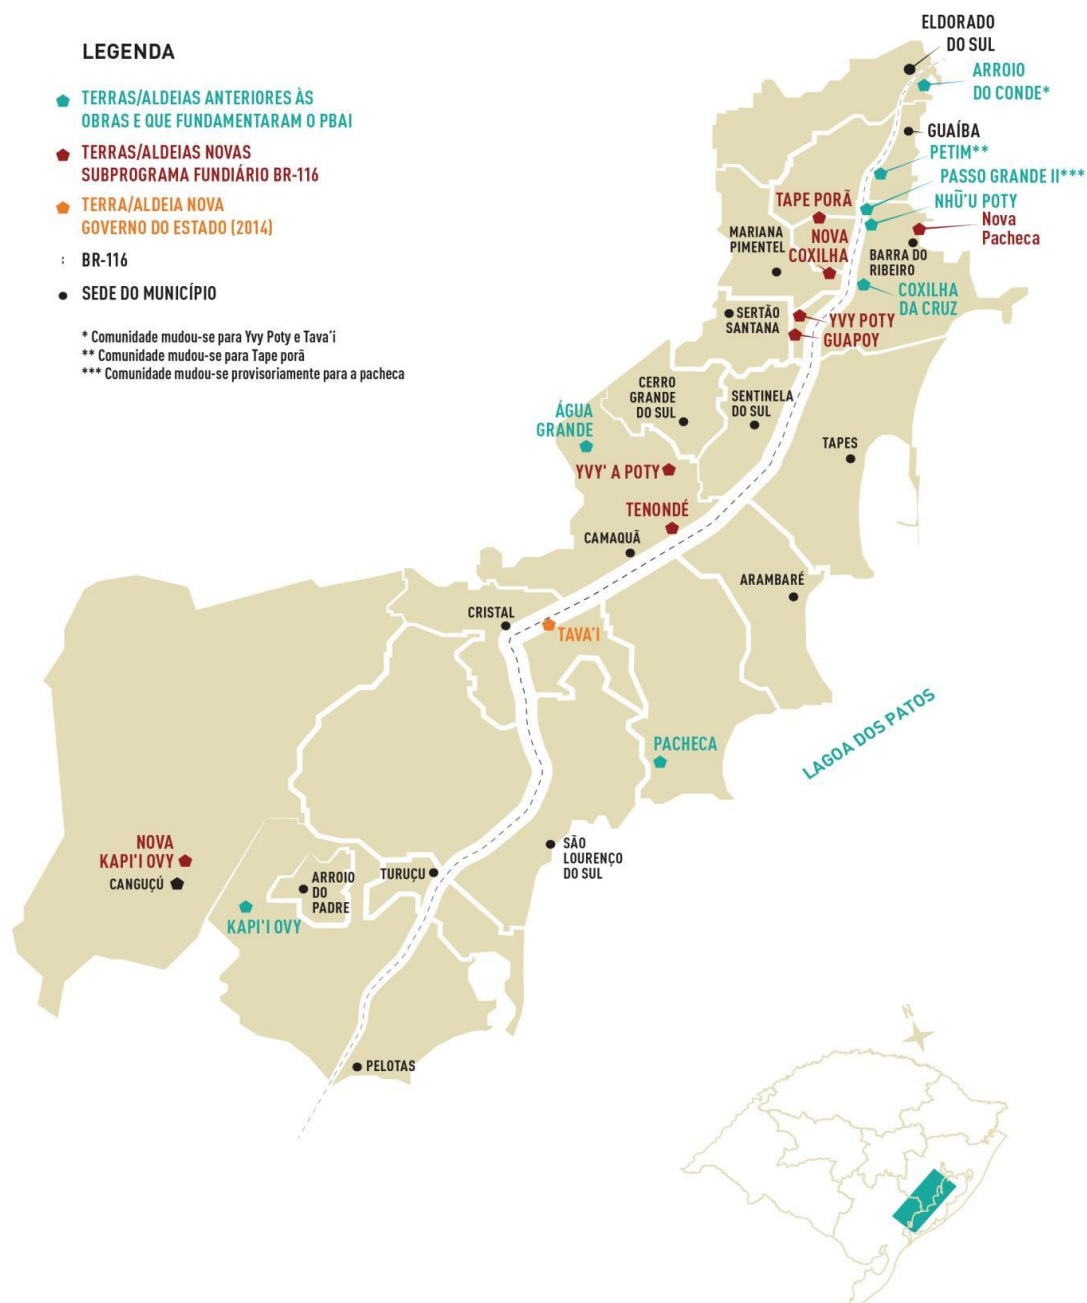 LEGENDA
TERRAS/ALDEIAS ANTERIORES ÀS
OBRAS E QUE FUNDAMENTARAM O PBAI
TERRAS/ALDEIAS NOVAS
SUBPROGRAMA FUNDIÁRIO BR-116
TERRA/ALDEIA NOVA
GOVERNO DO ESTADO (2014)
BR-116
SEDE DO MUNICÍPIO
* Comunidade mudou-se para Yvy Poty e Tava'i
** Comunidade mudou-se para Tape porã
*** Comunidade mudou-se provisoriamente para a pacheca
ELDORADO
DO SUL
ARROIO
DO CONDE*
GUAÍBA
PETIM**
PASSO GRANDE II***
NHŨ'U POTY
TAPE PORÃ
Nova
Pacheca
MARIANA
PIMENTEL
NOVA
COXILHA
BARRA DO
RIBEIRO
COXILHA
DA CRUZ
SERTÃO
SANTANA
YVY POTY
GUAPOY
CERRO
GRANDE
DO SUL
SENTINELA
DO SUL
ÁGUA
GRANDE
TAPES
YVY' A POTY
TENONDÉ
CAMAQUÃ
ARAMBARÉ
CRISTAL
TAVA'I
LAGOA DOS PATOS
PACHECA
NOVA
KAPI'I OVY
CANGUÇÚ
SÃO
LOURENÇO
DO SUL
TURUÇU
ARROIO
DO
PADRE
KAPI'I OVY
PELOTAS
N